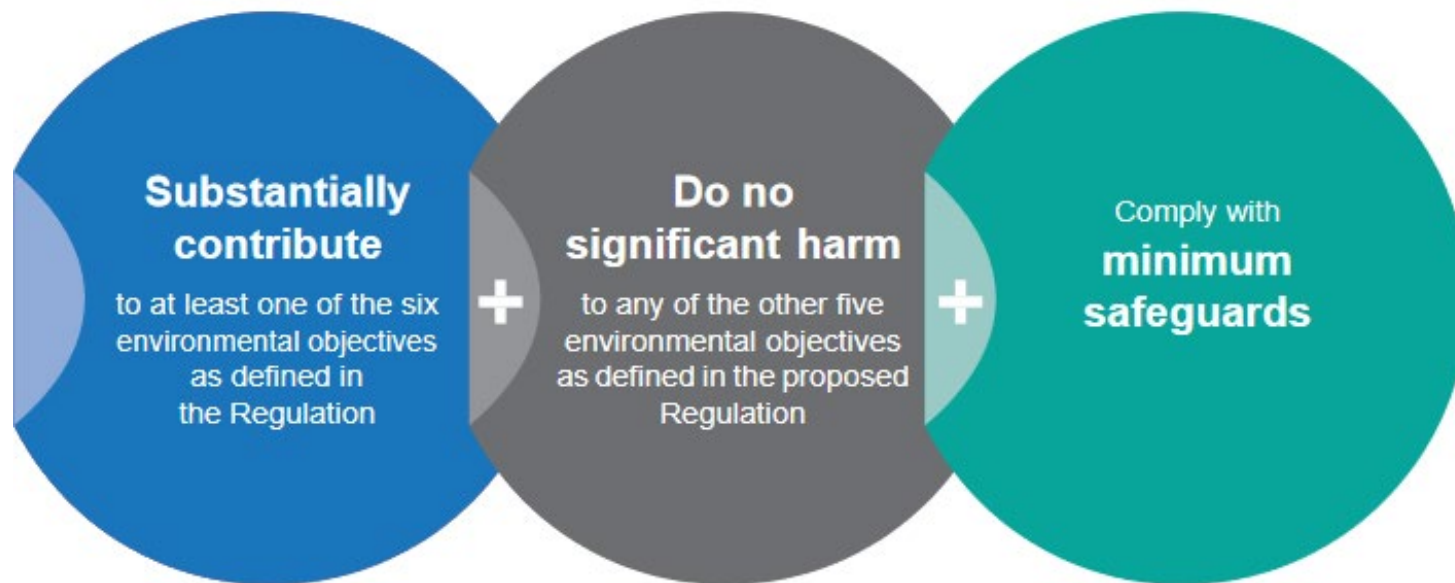 Substantially
contribute
to at least one of the six
environmental objectives
as defined in
the Regulation
+
Do no
significant harm
to any of the other five
environmental objectives
as defined in the proposed
Regulation
+
Comply with
minimum
safeguards